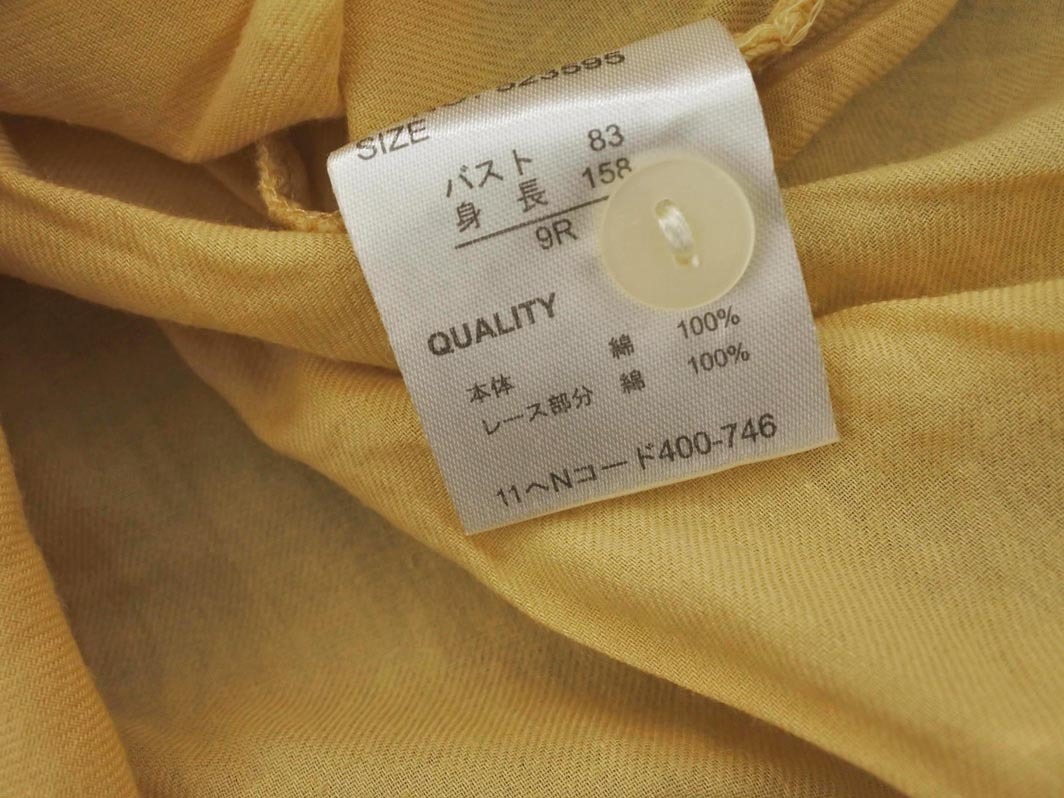 SIZE
バスト 83
身 長 158
9R
QUALITY
本体 綿 100%
レース部分 綿 100%
11へNコード400-746